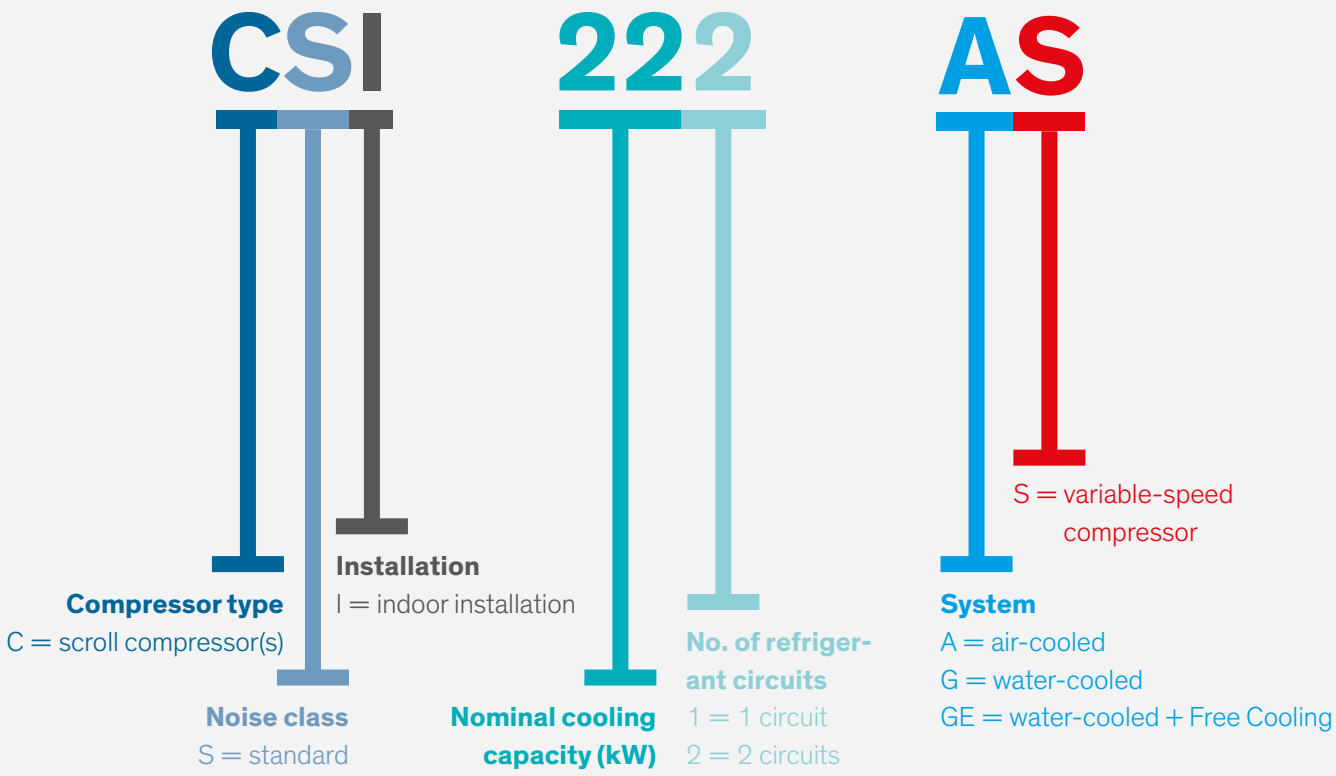 CSI 222 AS
S = variable-speed
compressor
Installation
I = indoor installation
Compressor type
C = scroll compressor(s)
System
A = air-cooled
G = water-cooled
GE = water-cooled + Free Cooling
No. of refriger-
ant circuits
1 = 1 circuit
2 = 2 circuits
Noise class
S = standard
Nominal cooling
capacity (kW)